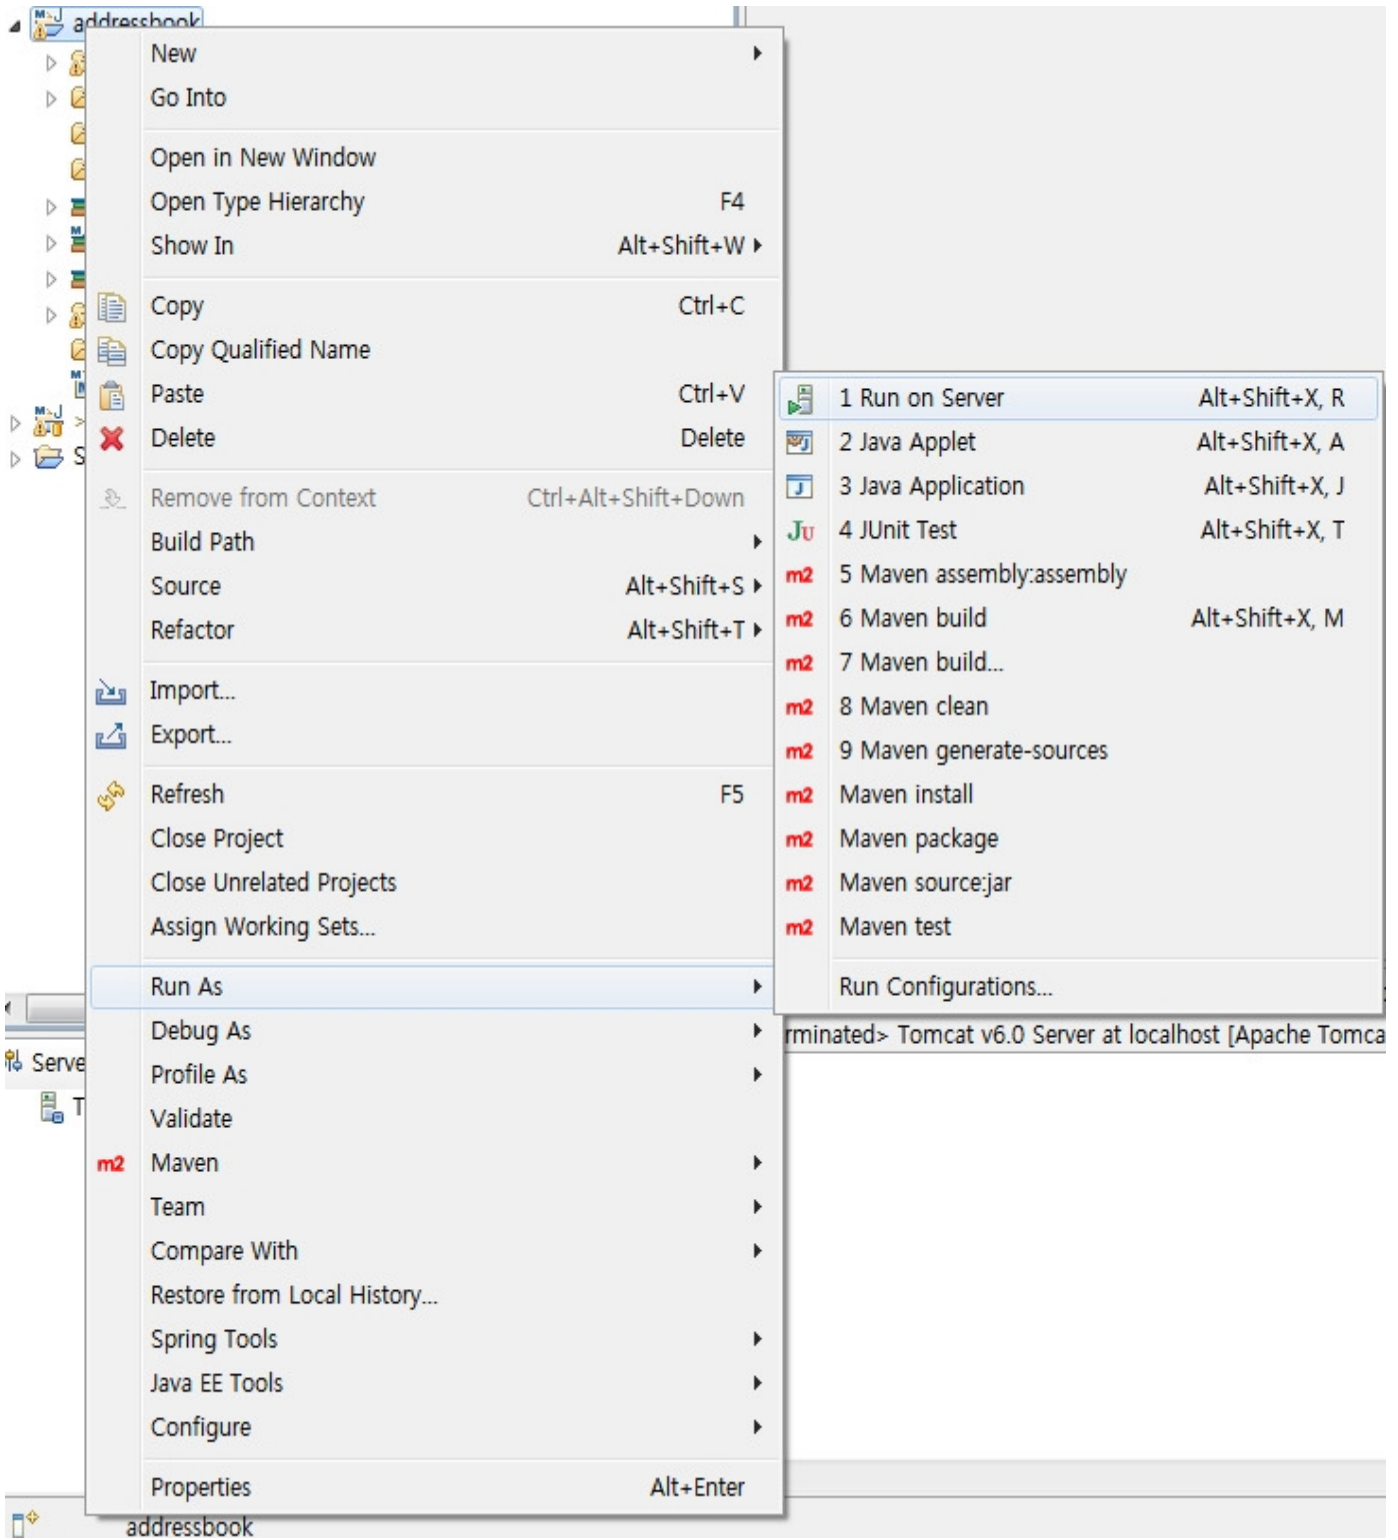 addressbook
New
Go Into
Open in New Window
Open Type Hierarchy F4
Show In Alt+Shift+W
Copy Ctrl+C
Copy Qualified Name
Paste Ctrl+V
Delete Delete
Remove from Context Ctrl+Alt+Shift+Down
Build Path
Source Alt+Shift+S
Refactor Alt+Shift+T
Import...
Export...
Refresh F5
Close Project
Close Unrelated Projects
Assign Working Sets...
Run As
Debug As
Profile As
Validate
m2 Maven
Team
Compare With
Restore from Local History...
Spring Tools
Java EE Tools
Configure
Properties Alt+Enter
1 Run on Server Alt+Shift+X, R
2 Java Applet Alt+Shift+X, A
3 Java Application Alt+Shift+X, J
JU 4 JUnit Test Alt+Shift+X, T
m2 5 Maven assembly:assembly
m2 6 Maven build Alt+Shift+X, M
m2 7 Maven build...
m2 8 Maven clean
m2 9 Maven generate-sources
m2 Maven install
m2 Maven package
m2 Maven source:jar
m2 Maven test
Run Configurations...
rminated> Tomcat v6.0 Server at localhost [Apache Tomca
Serve
T
addressbook